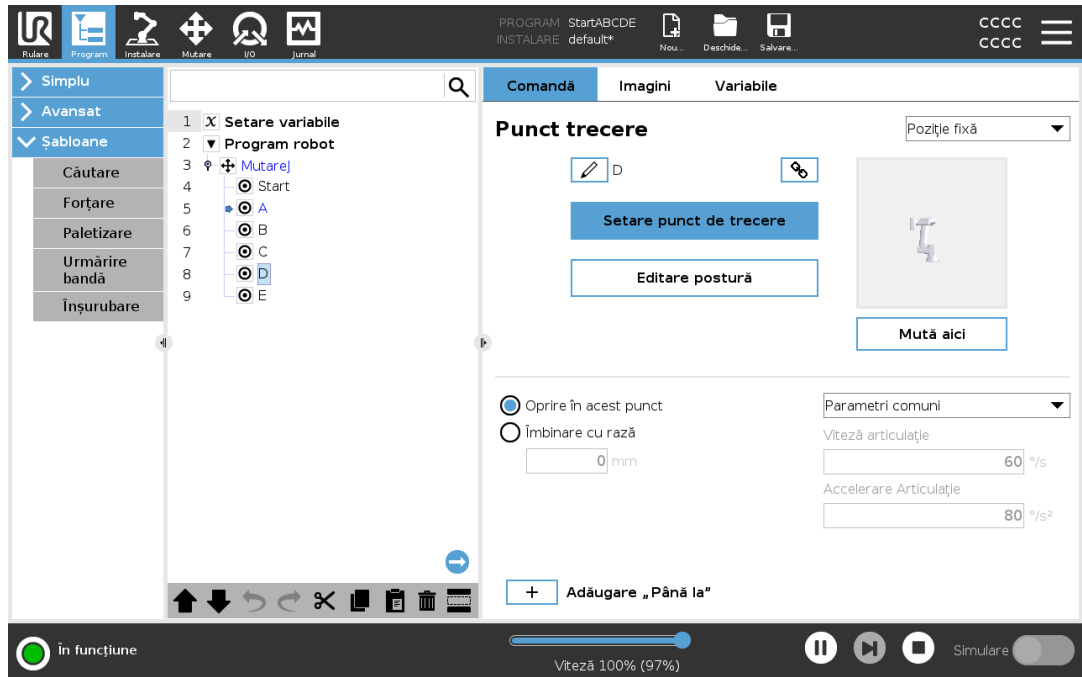 PROGRAM StartABCDE
INSTALARE default*
Rulare Program Instalare Mutare I/O Jurnal Nou... Deschide... Salvare...
CCCC
CCCC
Simplu
Avansat
Șabloane
Căutare
Forțare
Paletizare
Urmărire
bandă
Înșurubare
1 x Setare variabile
2 Program robot
3 MutareJ
4 Start
5 A
6 B
7 C
8 D
9 E
Comandă Imagini Variabile
Punct trecere
Poziție fixă
D
Setare punct de trecere
Editare postură
Mută aici
Oprire în acest punct
Îmbinare cu rază
0 mm
Parametri comuni
Viteză articulație
60 °/s
Accelerare Articulație
80 °/s²
+ Adăugare „Până la”
În funcțiune
Viteză 100% (97%)
Simulare